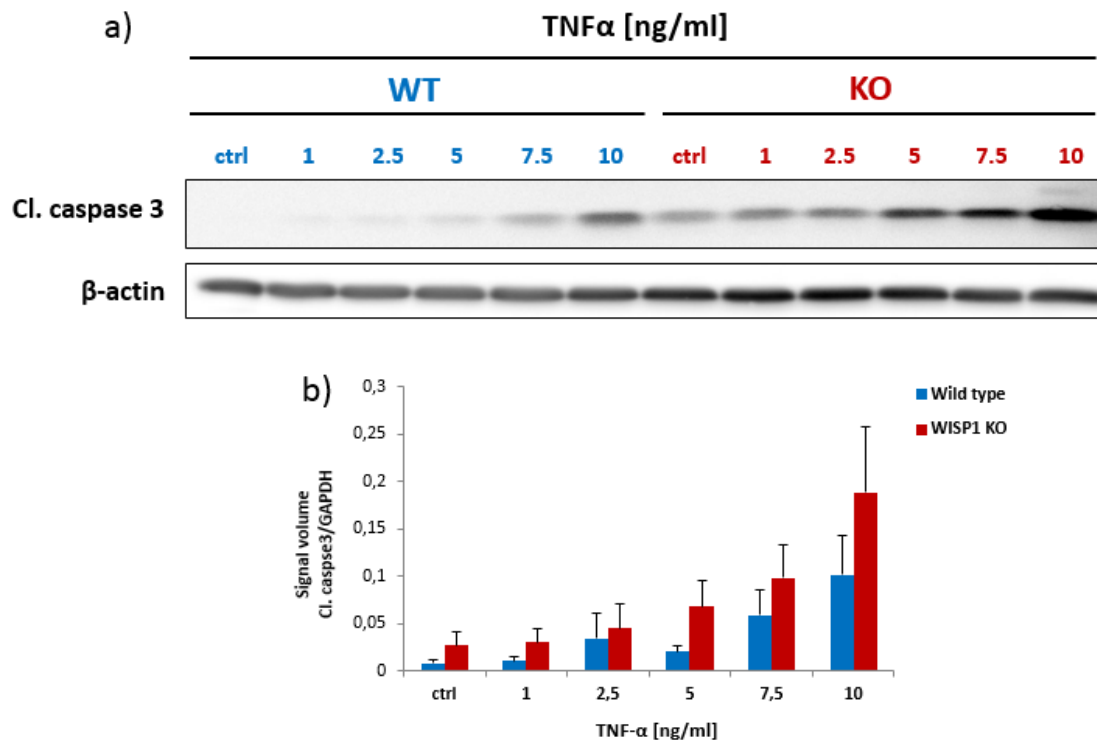 a)
TNFα [ng/ml]
WT KO
ctrl 1 2.5 5 7.5 10 ctrl 1 2.5 5 7.5 10
Cl. caspase 3
β-actin
b)
0,3
0,25
0,2
0,15
0,1
0,05
0
Signal volume
Cl. caspse3/GAPDH
ctrl 1 2,5 5 7,5 10
TNF-α [ng/ml]
Wild type
WISP1 KO